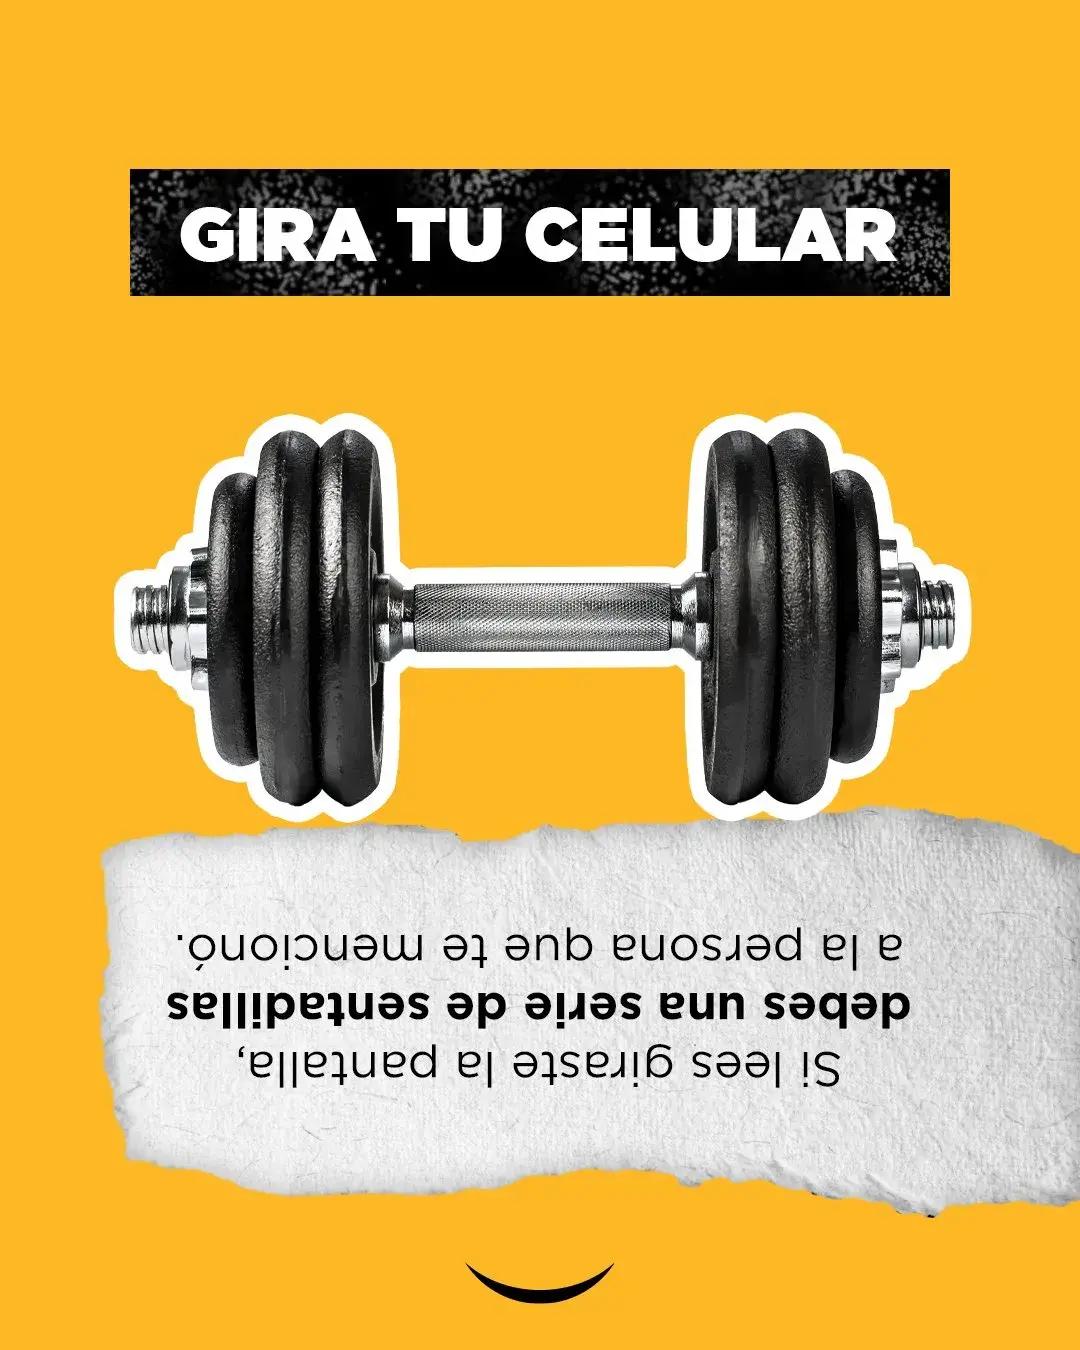 GIRA TU CELULAR
Si lees giraste la pantalla,
debes una serie de sentadillas
a la persona que te mencionó.